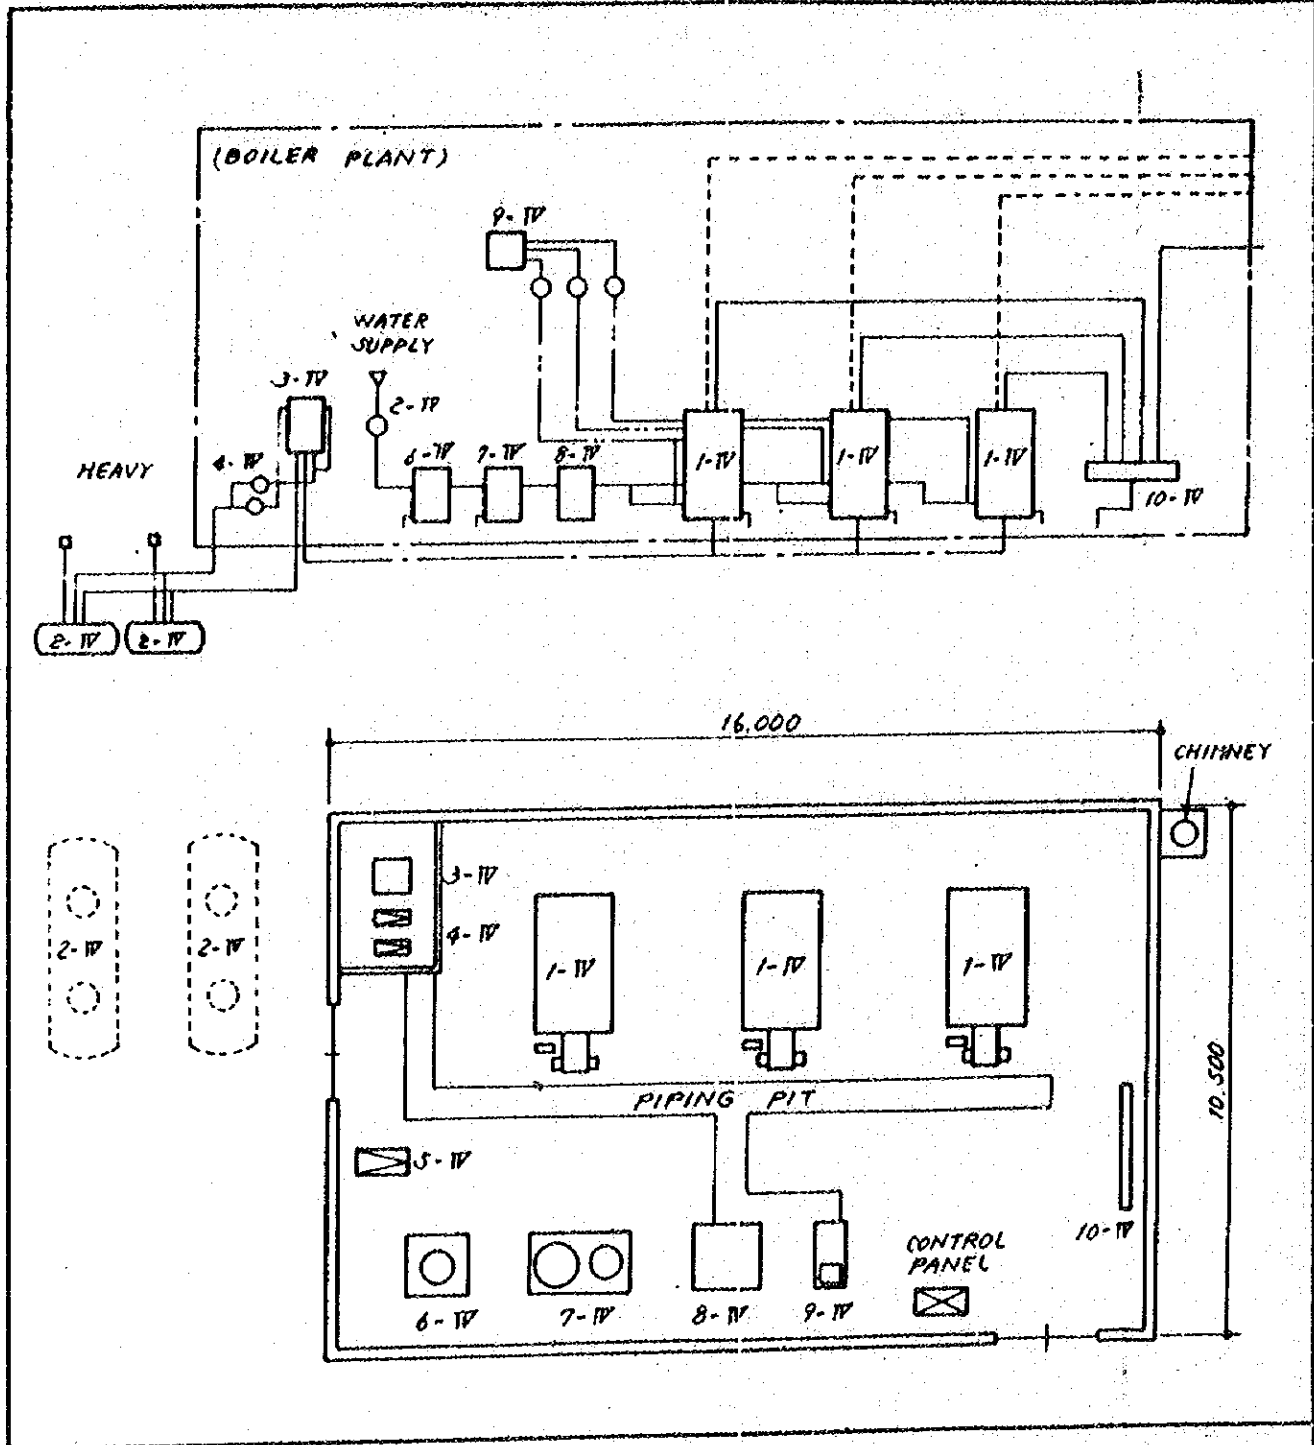 (BOILER PLANT)
9-IV
WATER
SUPPLY
3-IV
2-IV
HEAVY
4-IV
6-IV
7-IV
8-IV
1-IV
1-IV
1-IV
10-IV
2-IV
2-IV
16.000
CHIMNEY
3-IV
4-IV
2-IV
2-IV
1-IV
1-IV
1-IV
10.500
PIPING PIT
5-IV
10-IV
CONTROL
PANEL
6-IV
7-IV
8-IV
9-IV